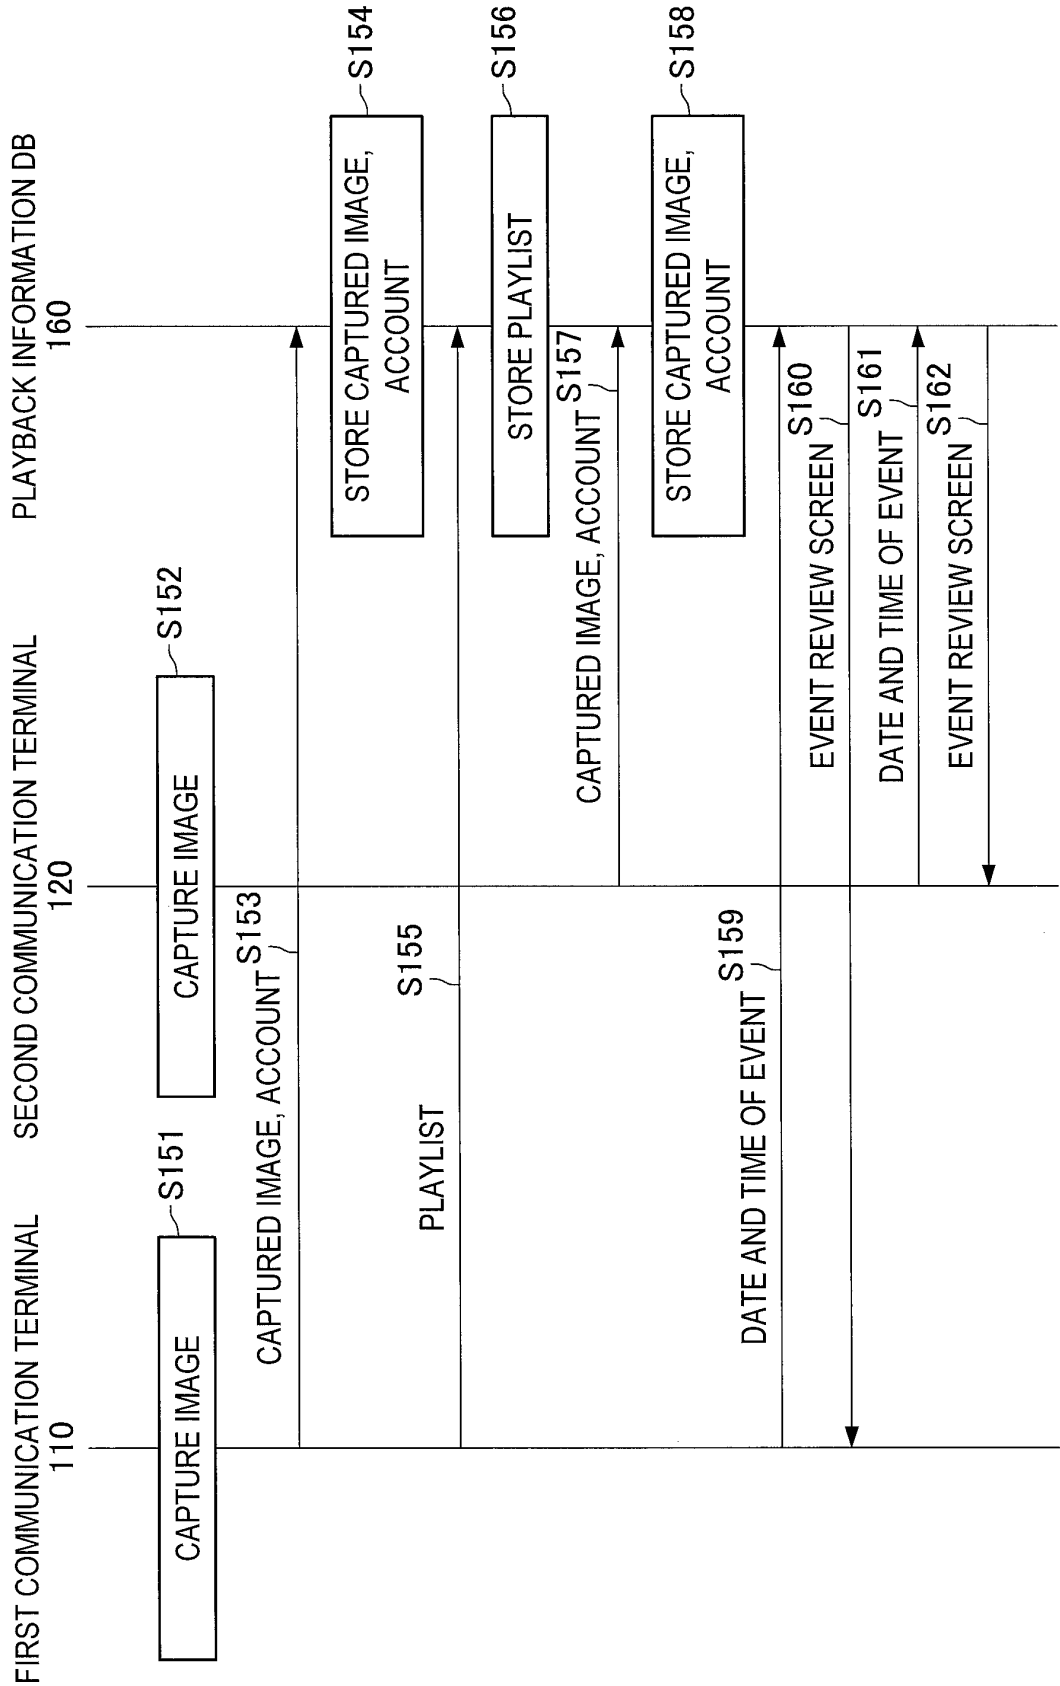 FIRST COMMUNICATION TERMINAL
110
SECOND COMMUNICATION TERMINAL
120
PLAYBACK INFORMATION DB
160
CAPTURE IMAGE
S151
CAPTURE IMAGE
S152
CAPTURED IMAGE, ACCOUNT
S153
STORE CAPTURED IMAGE,
ACCOUNT
S154
PLAYLIST
S155
STORE PLAYLIST
S156
CAPTURED IMAGE, ACCOUNT
S157
STORE CAPTURED IMAGE,
ACCOUNT
S158
DATE AND TIME OF EVENT
S159
EVENT REVIEW SCREEN
S160
DATE AND TIME OF EVENT
S161
EVENT REVIEW SCREEN
S162